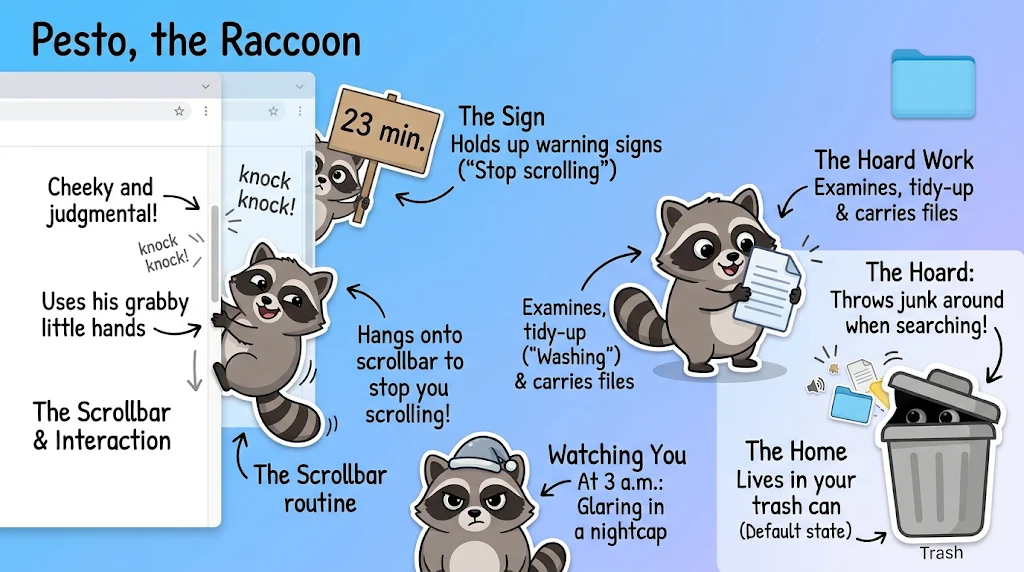 Pesto, the Raccoon
23 min.
The Sign
Holds up warning signs
(“Stop scrolling”)
Cheeky and
judgmental!
knock
knock!
knock
knock!
Uses his grabby
little hands
The Scrollbar
& Interaction
Hangs onto
scrollbar to
stop you
scrolling!
The Scrollbar
routine
Examines,
tidy-up
(“Washing”)
& carries files
The Hoard Work
Examines, tidy-up
& carries files
The Hoard:
Throws junk around
when searching!
Watching You
At 3 a.m.:
Glaring in
a nightcap
The Home
Lives in your
trash can
(Default state)
Trash